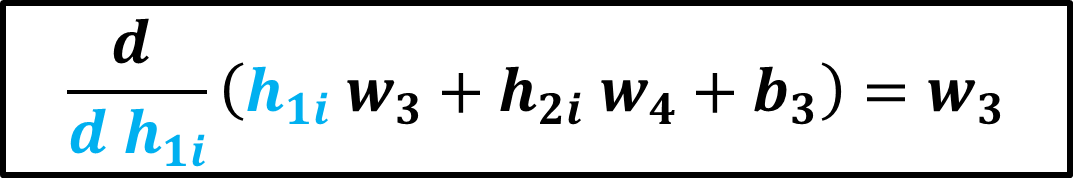 d/(d h₁ᵢ) (h₁ᵢ w₃ + h₂ᵢ w₄ + b₃) = w₃